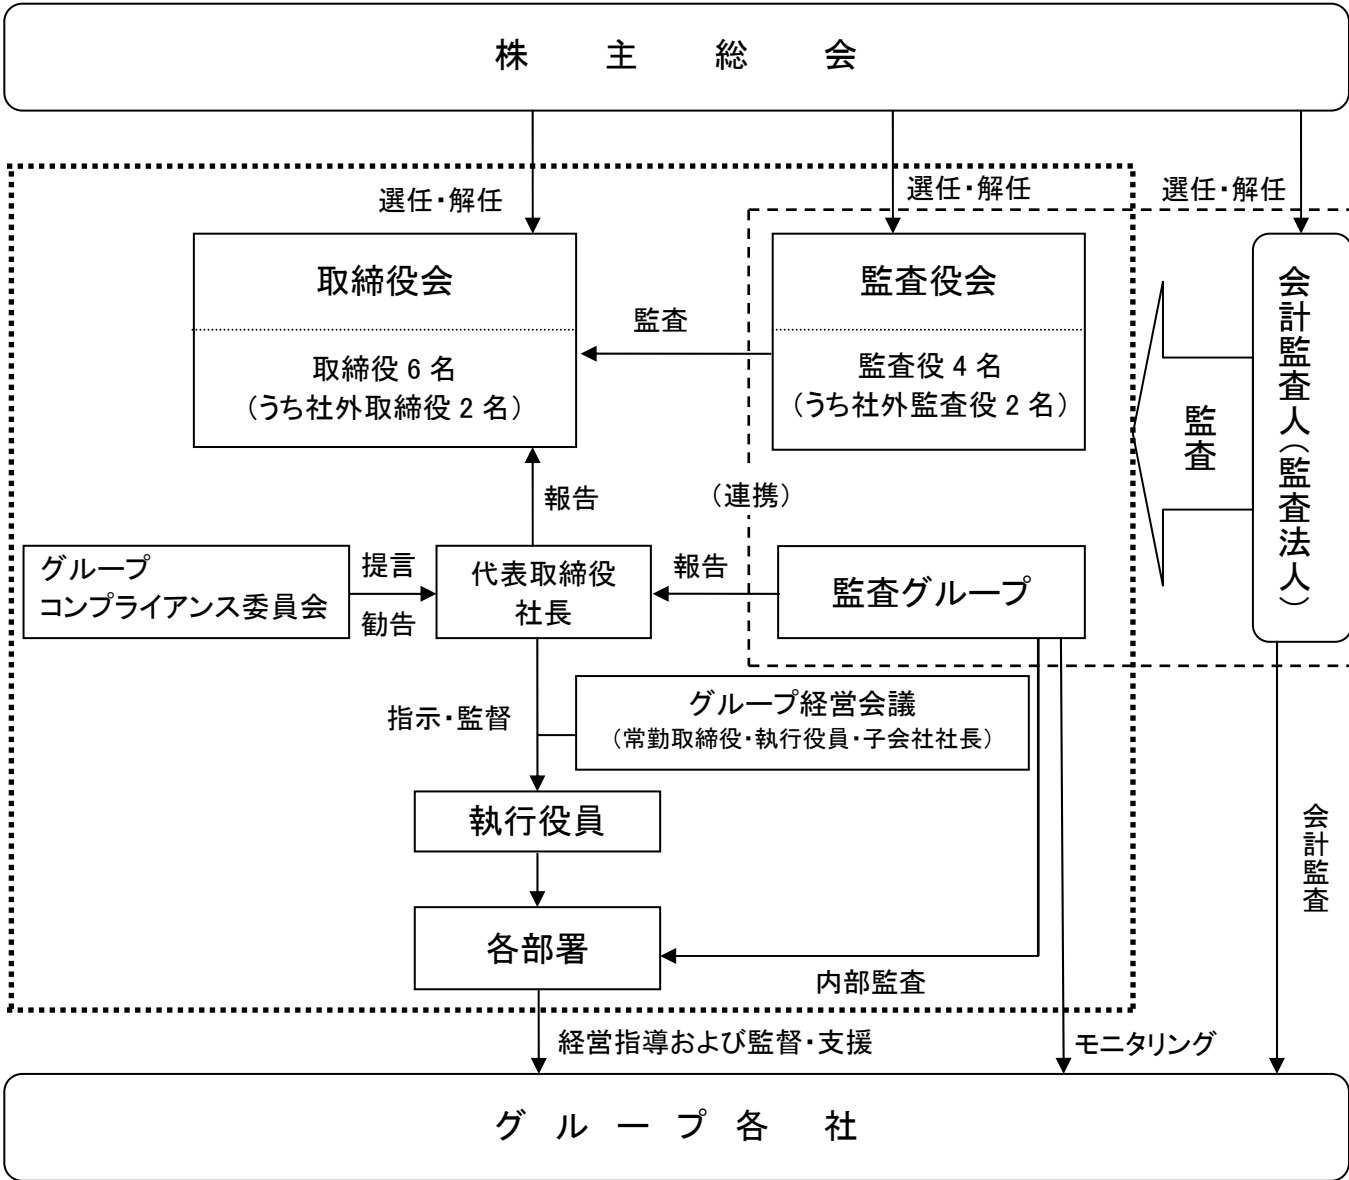 株主総会
選任・解任
選任・解任
選任・解任
取締役会
取締役6名
（うち社外取締役2名）
監査
監査役会
監査役4名
（うち社外監査役2名）
監査
会計監査人（監査法人）
報告
（連携）
グループ
コンプライアンス委員会
提言
勧告
代表取締役
社長
報告
監査グループ
指示・監督
グループ経営会議
（常勤取締役・執行役員・子会社社長）
執行役員
会計監査
各部署
内部監査
経営指導および監督・支援
モニタリング
グループ各社